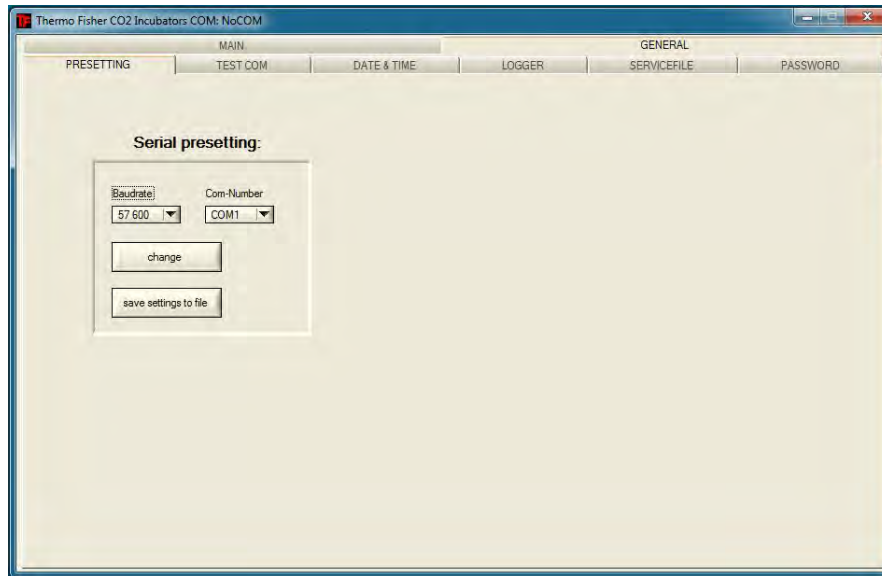 TF Thermo Fisher CO2 Incubators COM: NoCOM
MAIN GENERAL
PRESETTING TEST COM DATE & TIME LOGGER SERVICEFILE PASSWORD
Serial presetting:
Baudrate Com-Number
57 600 COM1
change
save settings to file